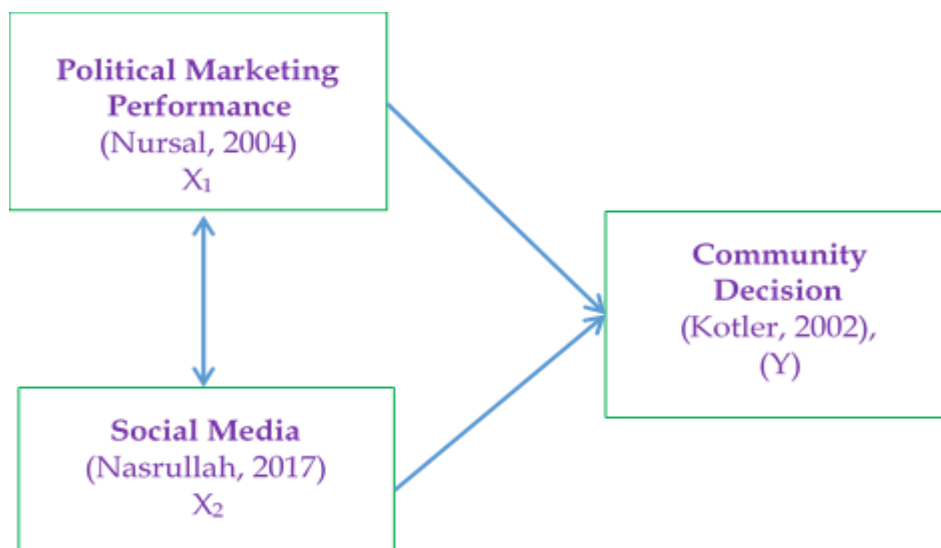 Political Marketing
Performance
(Nursal, 2004)
X₁
Community
Decision
(Kotler, 2002),
(Y)
Social Media
(Nasrullah, 2017)
X₂